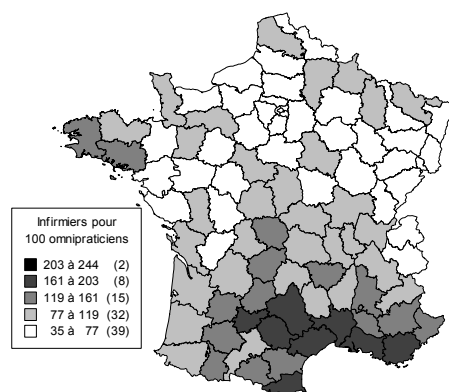 Infirmiers pour
100 omnipraticiens
203 à 244 (2)
161 à 203 (8)
119 à 161 (15)
77 à 119 (32)
35 à 77 (39)